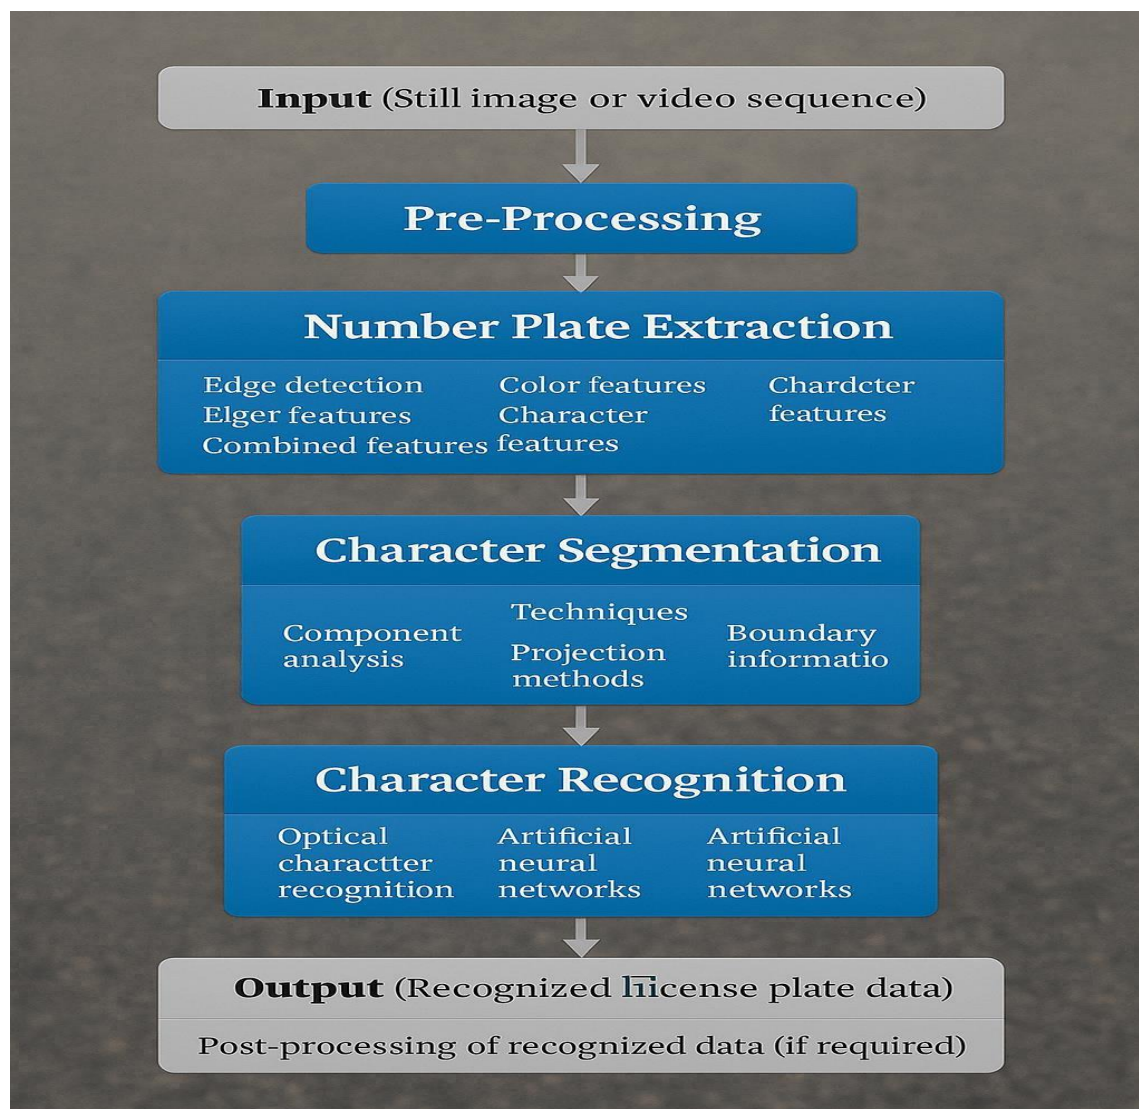 Input (Still image or video sequence)
Pre-Processing
Number Plate Extraction
Edge detection
Elger features
Combined features
Color features
Character
features
Chardcter
features
Character Segmentation
Component
analysis
Techniques
Projection
methods
Boundary
informatio
Character Recognition
Optical
charactter
recognition
Artificial
neural
networks
Artificial
neural
networks
Output (Recognized plate data)
Post-processing of recognized data (if required)